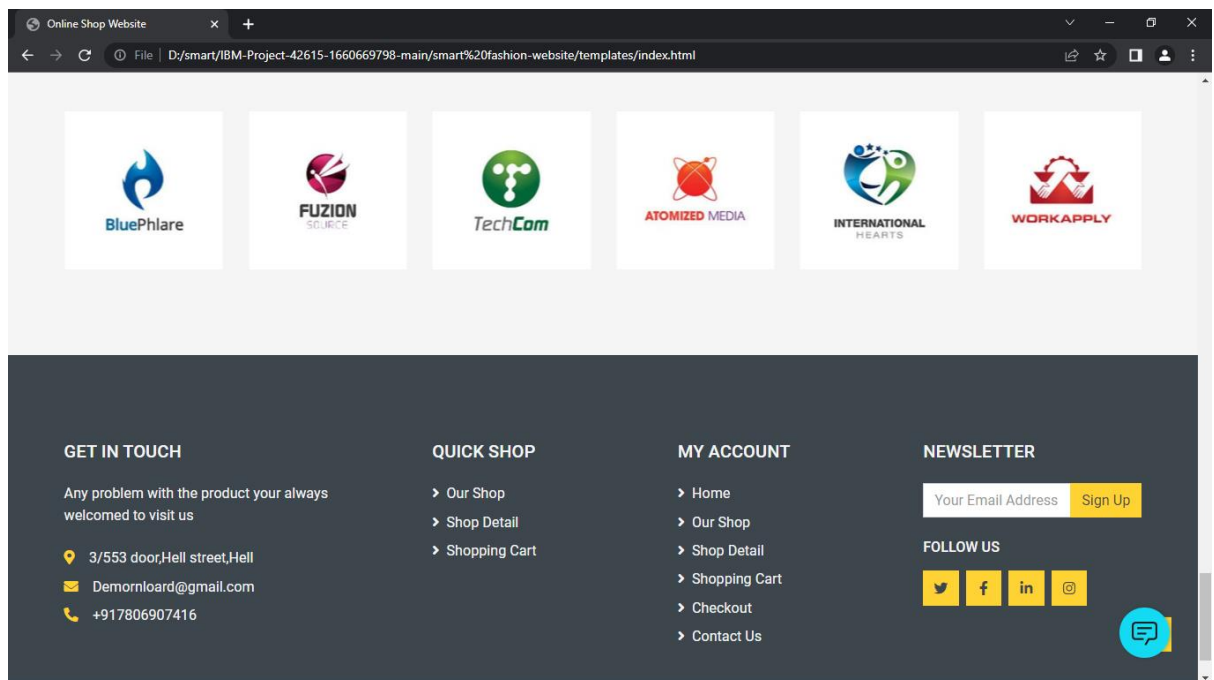 Online Shop Website
File D:/smart/IBM-Project-42615-1660669798-main/smart%20fashion-website/templates/index.html
BluePhlare
FUZION
SOURCE
TechCom
ATOMIZED MEDIA
INTERNATIONAL
HEARTS
WORKAPPLY
GET IN TOUCH
Any problem with the product your always
welcomed to visit us
3/553 door,Hell street,Hell
Demornloard@gmail.com
+917806907416
QUICK SHOP
Our Shop
Shop Detail
Shopping Cart
MY ACCOUNT
Home
Our Shop
Shop Detail
Shopping Cart
Checkout
Contact Us
NEWSLETTER
Your Email Address Sign Up
FOLLOW US